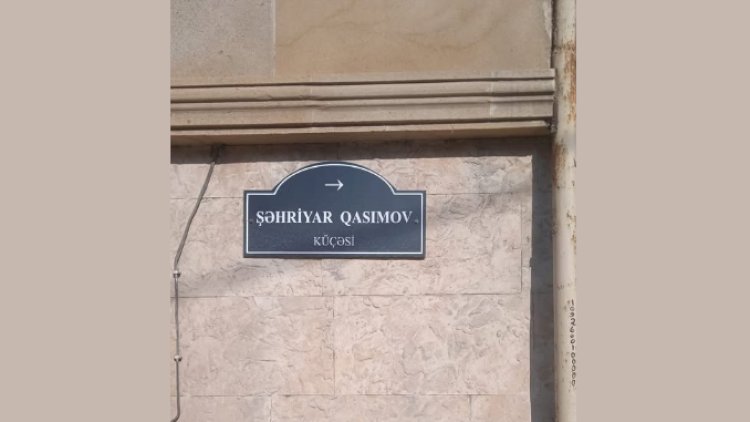 →
ŞƏHRİYAR QASIMOV
KÜÇƏSİ